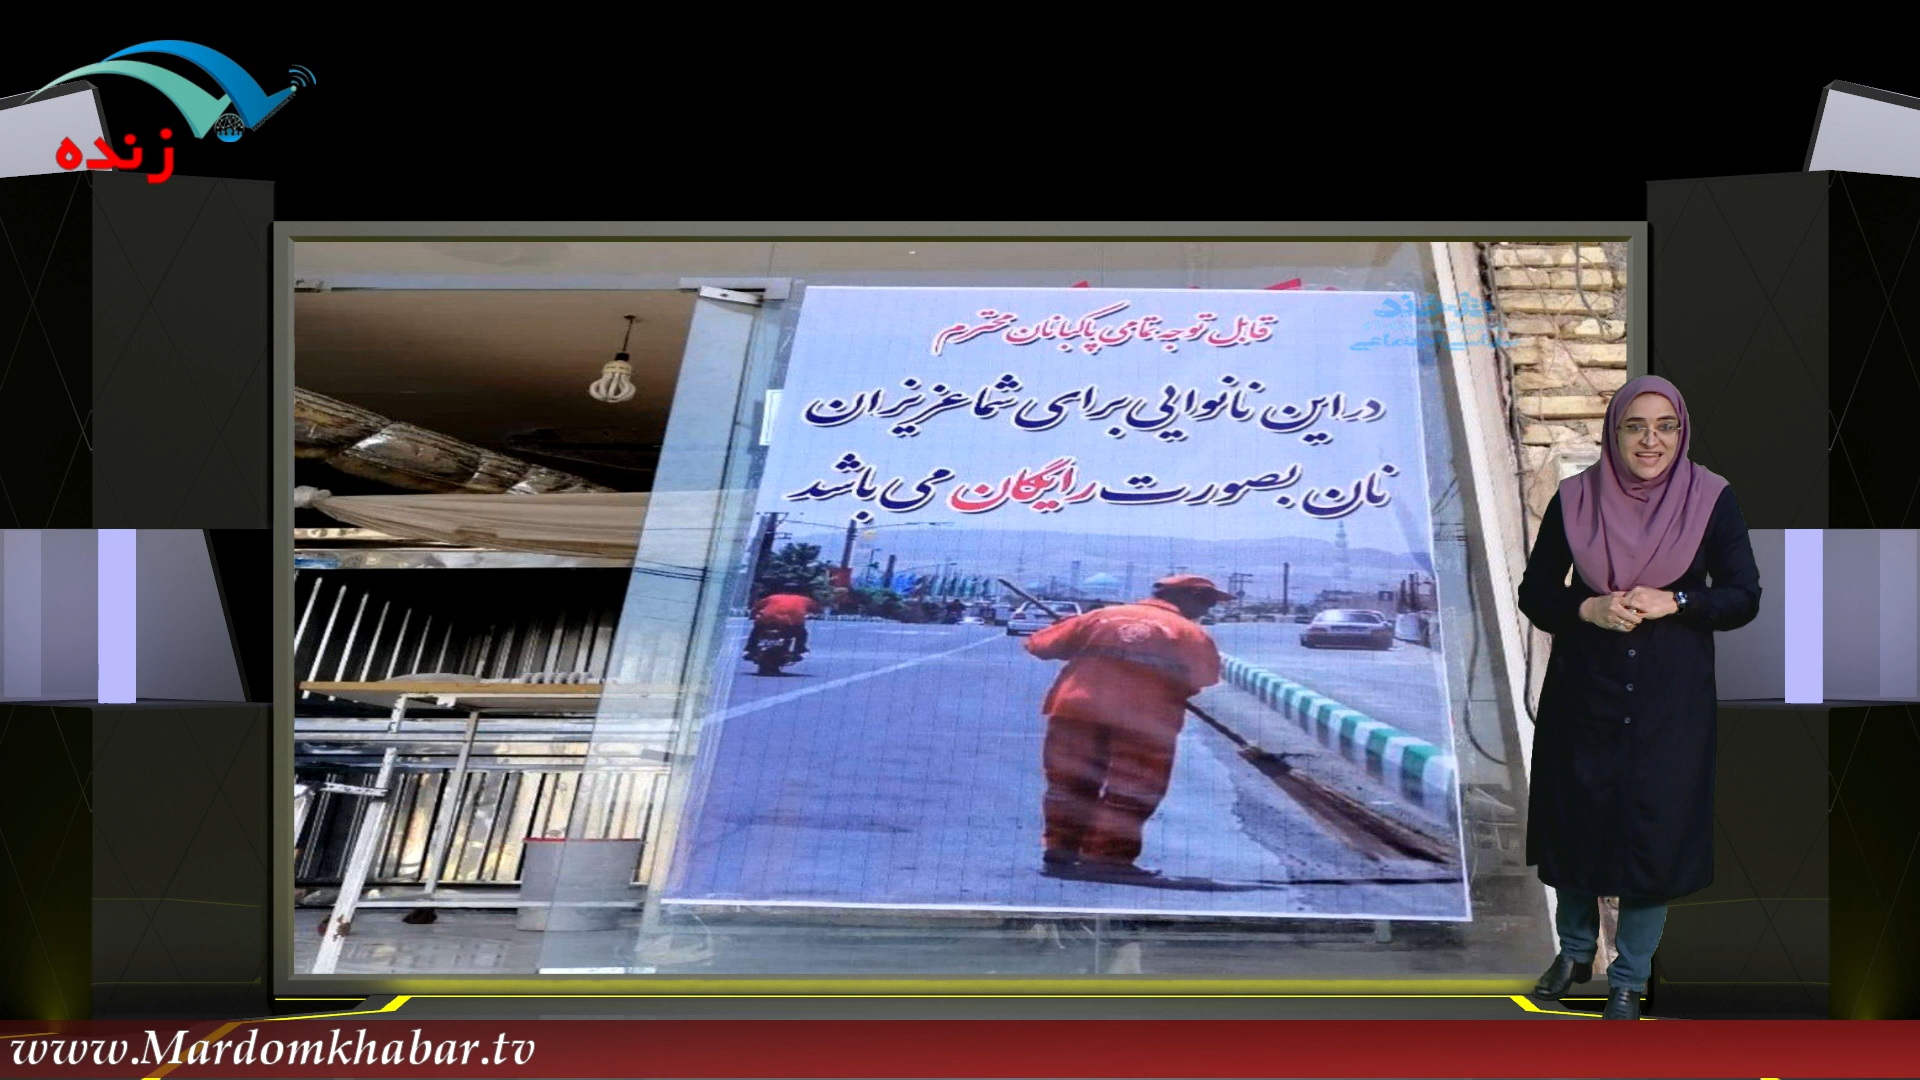 زنده
قابل توجه تمامی پاکبانان محترم
در این نانوایی برای شما عزیزان
نان بصورت رایگان می باشد
www.Mardomkhabar.tv